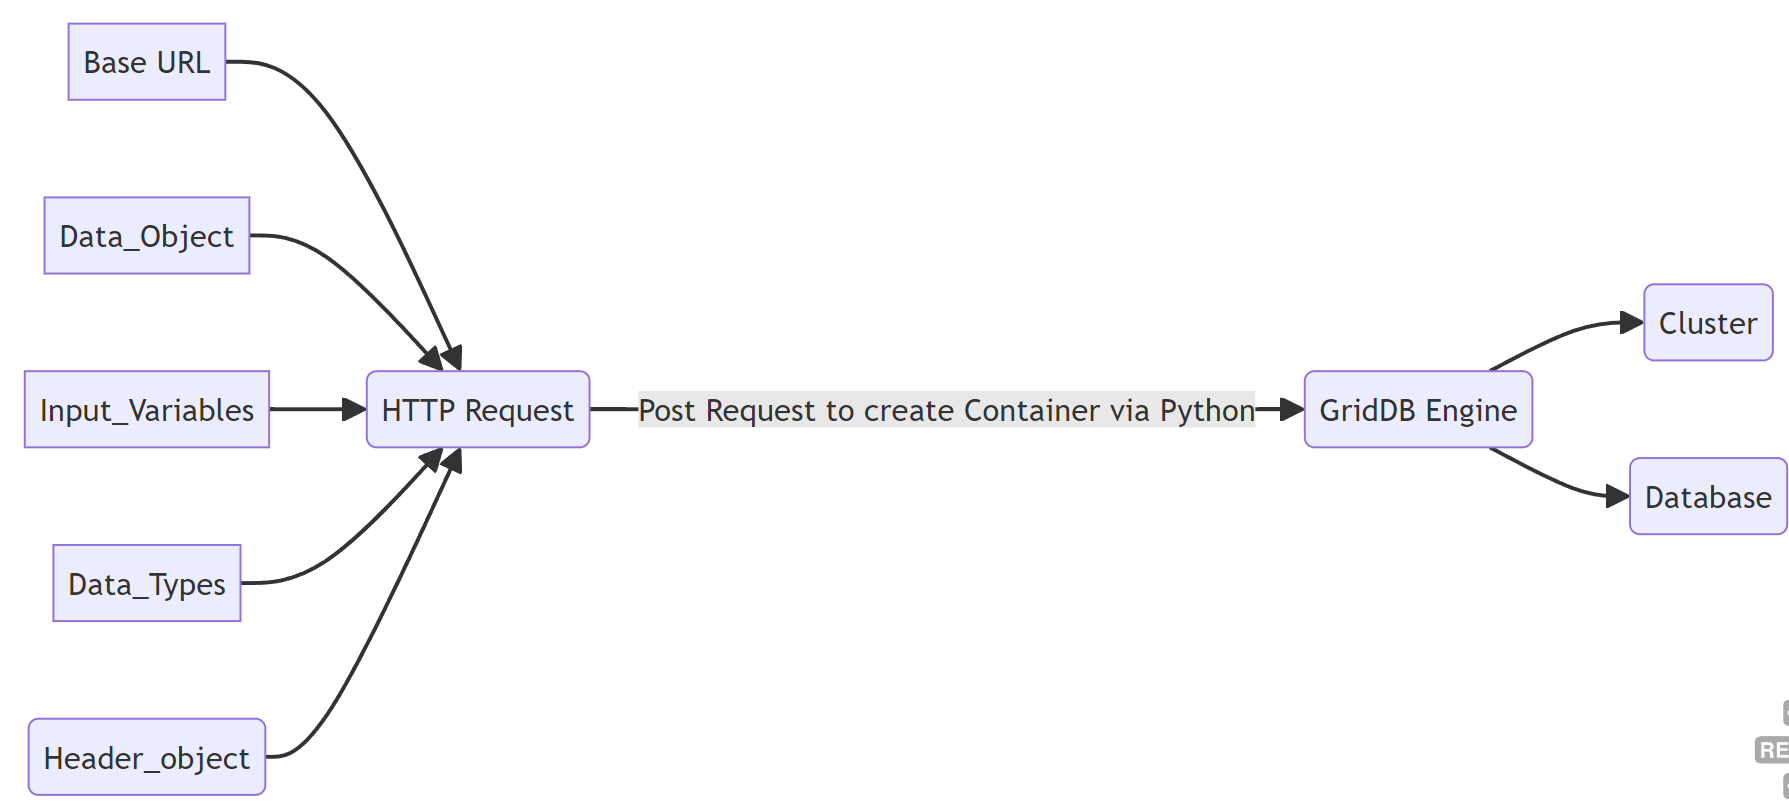 Base URL
Data_Object
Input_Variables
Data_Types
Header_object
HTTP Request
Post Request to create Container via Python
GridDB Engine
Cluster
Database
RE